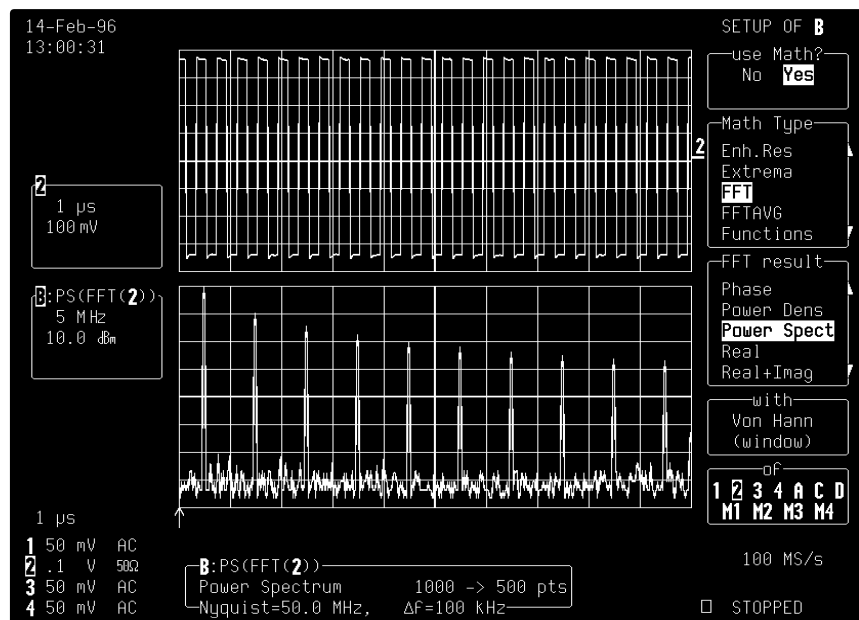 14-Feb-96
13:00:31
SETUP OF B
use Math?
No Yes
Math Type
Enh.Res
Extrema
FFT
FFTAVG
Functions
2
2
1 µs
100 mV
FFT result
Phase
Power Dens
Power Spect
Real
Real+Imag
B:PS(FFT(2))
5 MHz
10.0 dBm
with
Von Hann
(window)
of
1 2 3 4 A C D
M1 M2 M3 M4
1 µs
1 50 mV AC
2 .1 V 50Ω
3 50 mV AC
4 50 mV AC
B:PS(FFT(2))
Power Spectrum 1000 -> 500 pts
Nyquist=50.0 MHz, Δf=100 kHz
100 MS/s
□ STOPPED